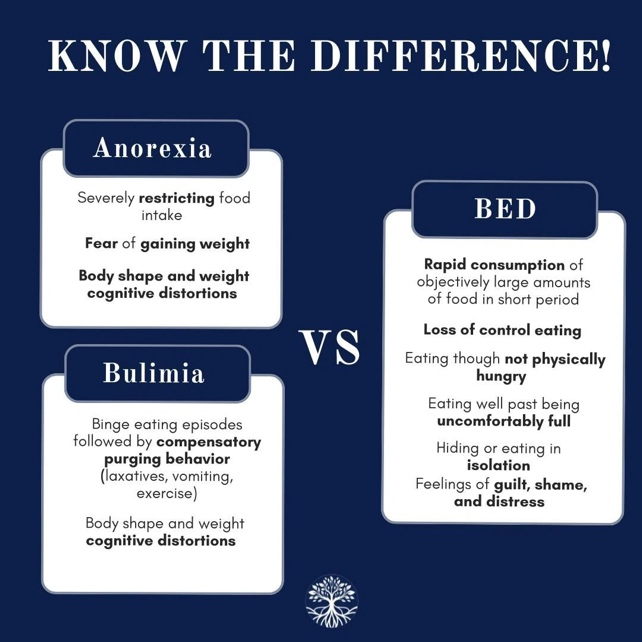 KNOW THE DIFFERENCE!
Anorexia
Severely restricting food
intake
Fear of gaining weight
Body shape and weight
cognitive distortions
Bulimia
Binge eating episodes
followed by compensatory
purging behavior
(laxatives, vomiting,
exercise)
Body shape and weight
cognitive distortions
VS
BED
Rapid consumption of
objectively large amounts
of food in short period
Loss of control eating
Eating though not physically
hungry
Eating well past being
uncomfortably full
Hiding or eating in
isolation
Feelings of guilt, shame,
and distress